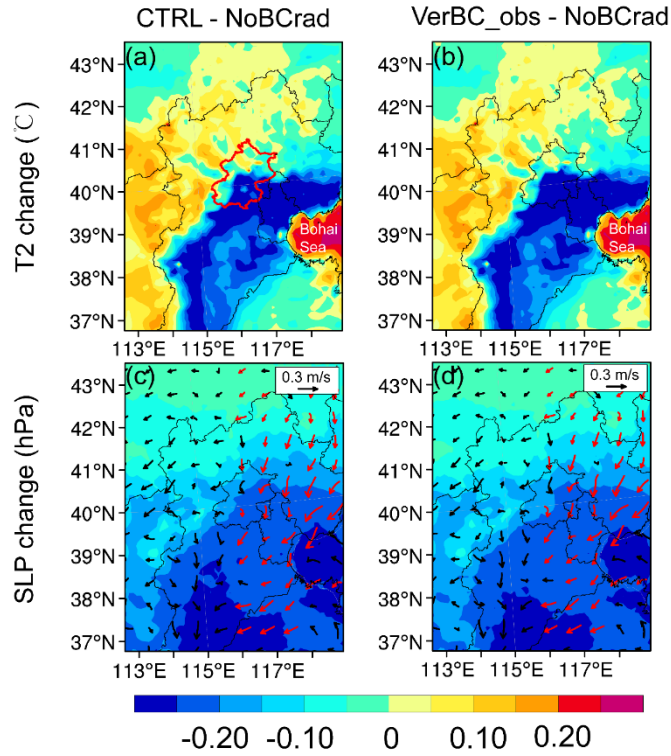 CTRL - NoBCrad
VerBC_obs - NoBCrad
T2 change (℃)
(a)
43°N
42°N
41°N
40°N
39°N
38°N
37°N
113°E
115°E
117°E
Bohai
Sea
(b)
43°N
42°N
41°N
40°N
39°N
38°N
37°N
113°E
115°E
117°E
Bohai
Sea
SLP change (hPa)
(c)
0.3 m/s
43°N
42°N
41°N
40°N
39°N
38°N
37°N
113°E
115°E
117°E
(d)
0.3 m/s
43°N
42°N
41°N
40°N
39°N
38°N
37°N
113°E
115°E
117°E
-0.20 -0.10 0 0.10 0.20